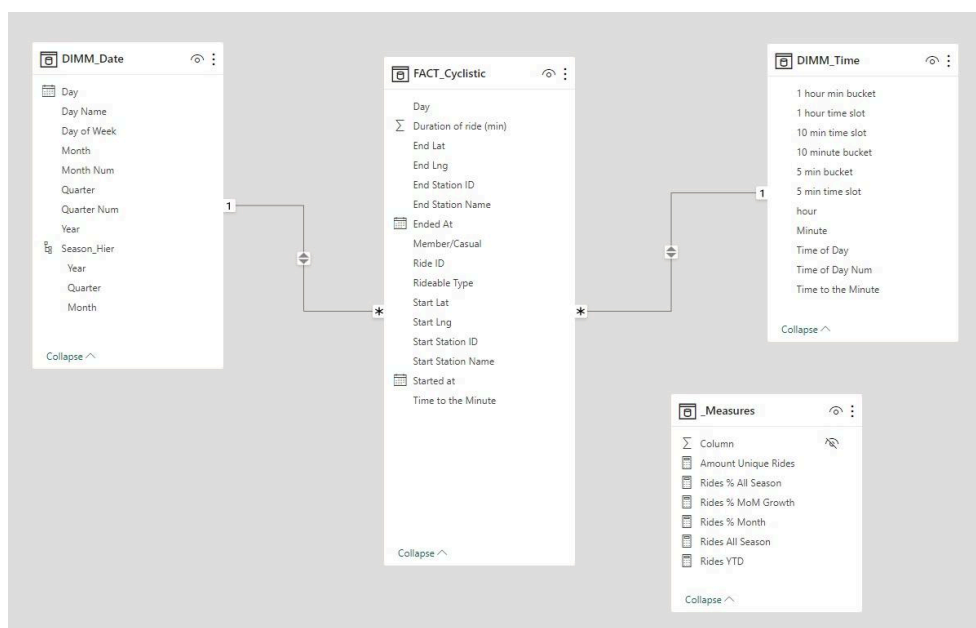 DIMM_Date
Day
Day Name
Day of Week
Month
Month Num
Quarter
Quarter Num
Year
Season_Hier
Year
Quarter
Month
Collapse
1
*
FACT_Cyclistic
Day
Duration of ride (min)
End Lat
End Lng
End Station ID
End Station Name
Ended At
Member/Casual
Ride ID
Rideable Type
Start Lat
Start Lng
Start Station ID
Start Station Name
Started at
Time to the Minute
Collapse
*
1
DIMM_Time
1 hour min bucket
1 hour time slot
10 min time slot
10 minute bucket
5 min bucket
5 min time slot
hour
Minute
Time of Day
Time of Day Num
Time to the Minute
Collapse
_Measures
Column
Amount Unique Rides
Rides % All Season
Rides % MoM Growth
Rides % Month
Rides All Season
Rides YTD
Collapse